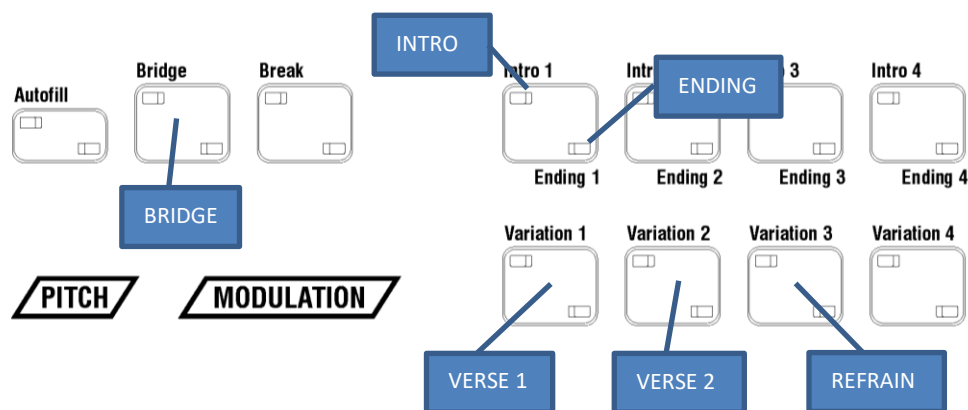 INTRO
Bridge
Break
Intro 1
ENDING
3
Intro 4
Autofill
Ending 1
Ending 2
Ending 3
Ending 4
BRIDGE
Variation 1
Variation 2
Variation 3
Variation 4
PITCH
MODULATION
VERSE 1
VERSE 2
REFRAIN